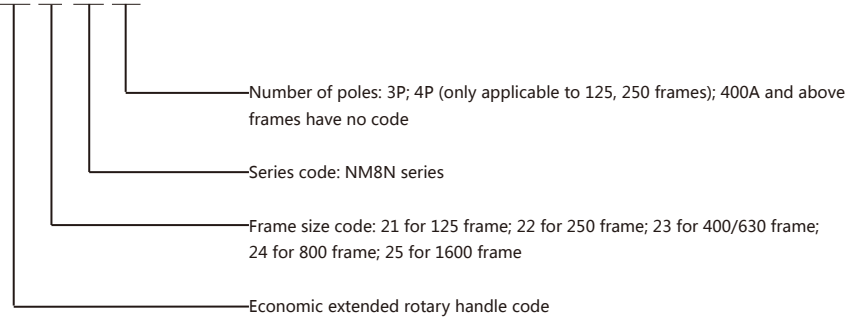 Number of poles: 3P; 4P (only applicable to 125, 250 frames); 400A and above
frames have no code
Series code: NM8N series
Frame size code: 21 for 125 frame; 22 for 250 frame; 23 for 400/630 frame;
24 for 800 frame; 25 for 1600 frame
Economic extended rotary handle code